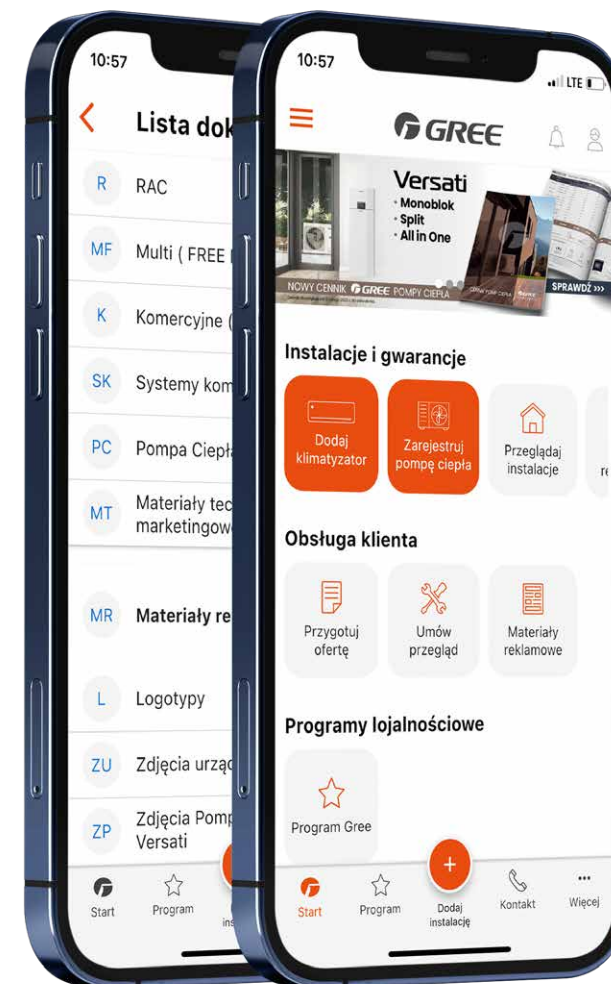 10:57
Lista dok
R RAC
MF Multi ( FREE
K Komercyjne (
SK Systemy kom
PC Pompa Ciepł
MT Materiały tec
marketingow
MR Materiały re
L Logotypy
ZU Zdjęcia urząd
ZP Zdjęcia Pomp
Versati
Start Program ins
10:57
LTE
GREE
Versati
• Monoblok
• Split
• All in One
NOWY CENNIK GREE POMPY CIEPŁA
SPRAWDŹ >>>
Instalacje i gwarancje
Dodaj
klimatyzator
Zarejestruj
pompę ciepła
Przeglądaj
instalacje
re
Obsługa klienta
Przygotuj
ofertę
Umów
przegląd
Materiały
reklamowe
Programy lojalnościowe
Program Gree
+
Start Program Dodaj
instalację Kontakt Więcej